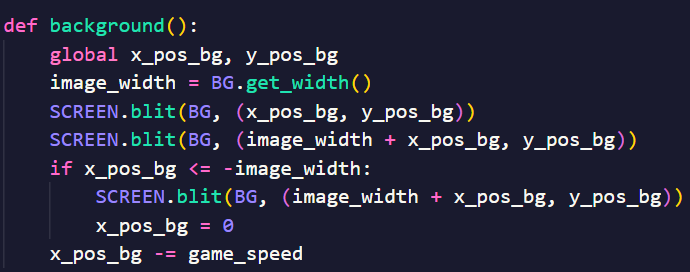 def background():
    global x_pos_bg, y_pos_bg
    image_width = BG.get_width()
    SCREEN.blit(BG, (x_pos_bg, y_pos_bg))
    SCREEN.blit(BG, (image_width + x_pos_bg, y_pos_bg))
    if x_pos_bg <= -image_width:
        SCREEN.blit(BG, (image_width + x_pos_bg, y_pos_bg))
        x_pos_bg = 0
    x_pos_bg -= game_speed